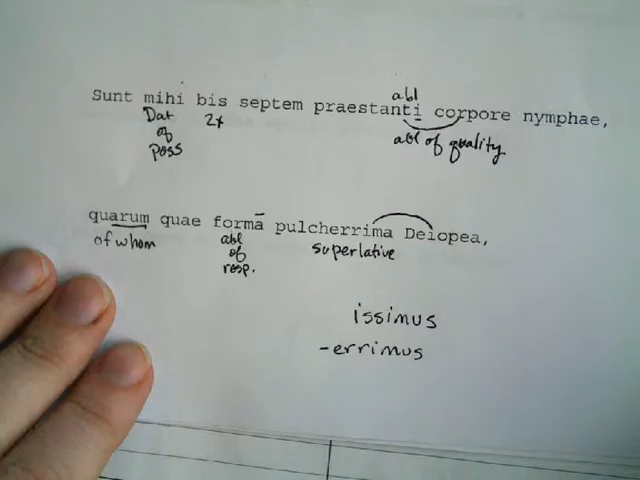 abl
Sunt mihi bis septem praestanti corpore nymphae,
Dat 2x abl of quality
of
poss
quarum quae formā pulcherrima Deiopea,
of whom abl superlative
of
resp.
issimus
-errimus